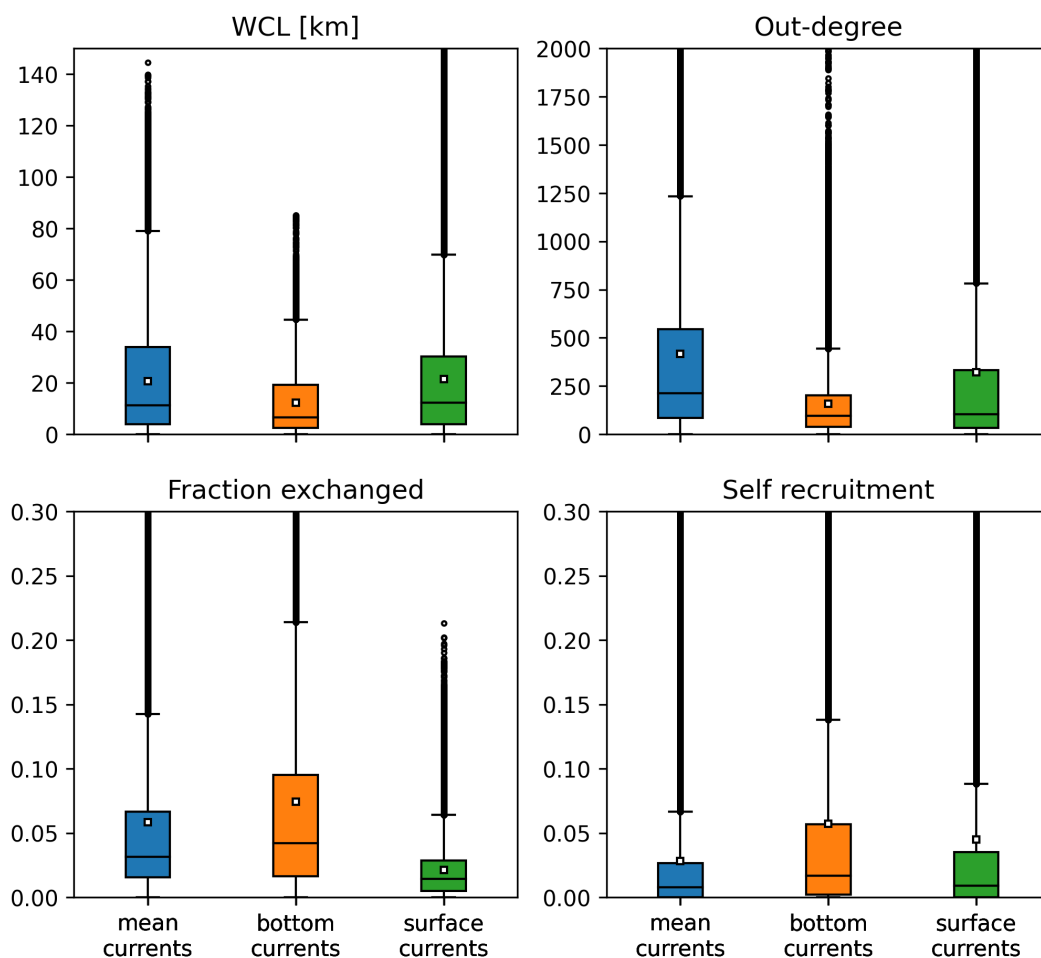 WCL [km]
140
120
100
80
60
40
20
0
Out-degree
2000
1750
1500
1250
1000
750
500
250
0
Fraction exchanged
0.30
0.25
0.20
0.15
0.10
0.05
0.00
mean
currents
bottom
currents
surface
currents
Self recruitment
0.30
0.25
0.20
0.15
0.10
0.05
0.00
mean
currents
bottom
currents
surface
currents